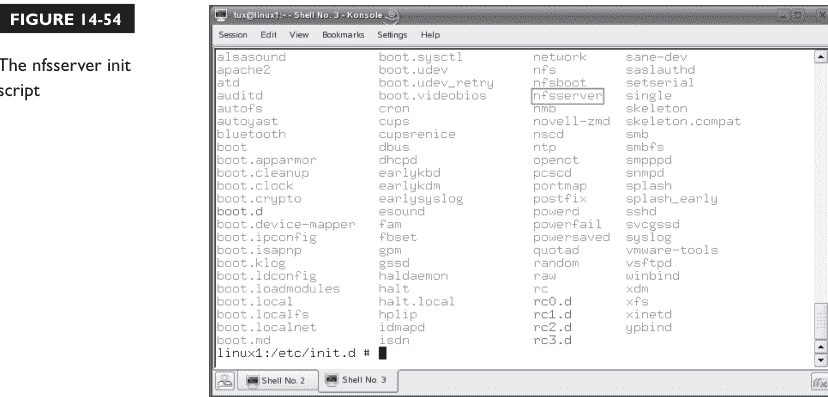 FIGURE 14-54
The nfsserver init
script
tux@linux1:~ - Shell No. 3 - Konsole
Session Edit View Bookmarks Settings Help
alsasound boot.sysctl network sane-dev
apache2 boot.udev nfs saslauthd
atd boot.udev_retry nfsboot setserial
auditd boot.videobios nfsserver single
autofs cron nmb skeleton
autoyast cups novell-zmd skeleton.compat
bluetooth cupsrenice nscd smb
boot dbus ntp smbfs
boot.apparmor dhcpd openct smpppd
boot.cleanup earlykbd pcscd snmpd
boot.clock earlykdm portmap splash
boot.crypto earlysyslog postfix splash_early
boot.d esound powerd sshd
boot.device-mapper fam powerfail svcgssd
boot.ipconfig fbset powersaved syslog
boot.isapnp gpm quotad vmware-tools
boot.klog gssd random vsftpd
boot.ldconfig haldaemon raw winbind
boot.loadmodules halt rc xdm
boot.local halt.local rc0.d xfs
boot.localfs hplip rc1.d xinetd
boot.localnet idmapd rc2.d ypbind
boot.md isdn rc3.d
linux1:/etc/init.d #
Shell No. 2 Shell No. 3